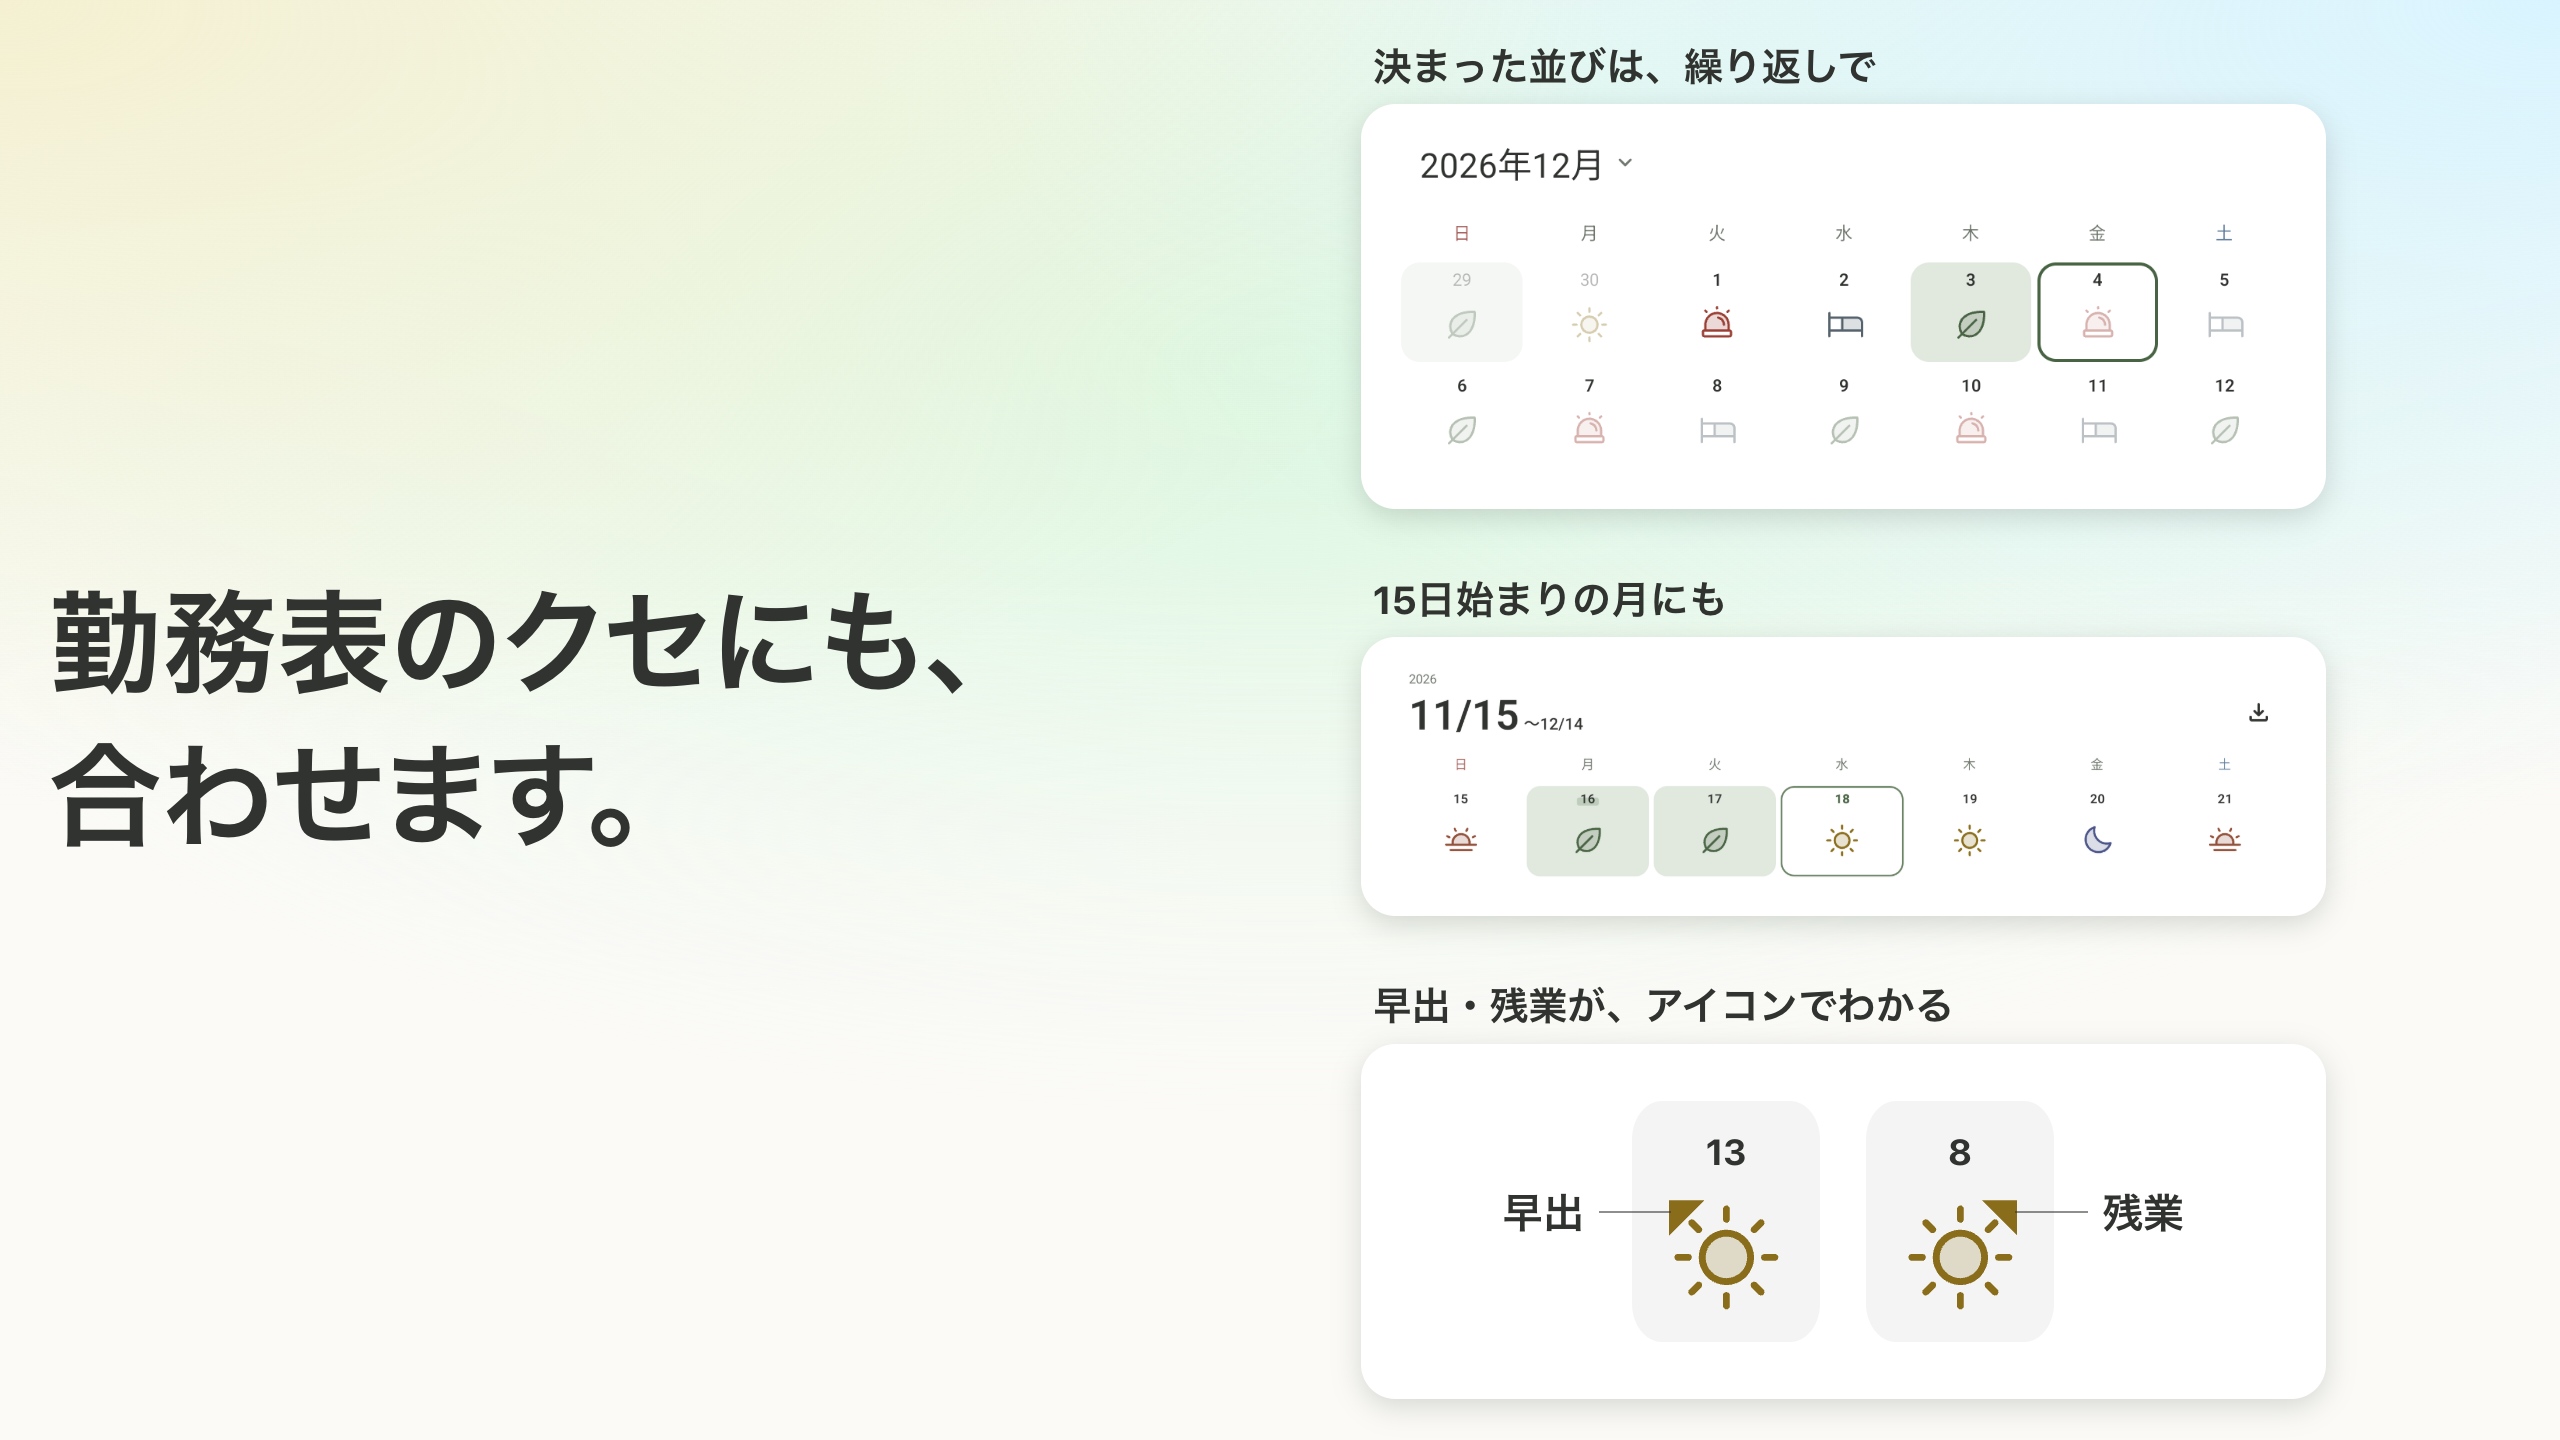 勤務表のクセにも、
合わせます。
決まった並びは、繰り返しで
2026年12月
日 月 火 水 木 金 土
29 30 1 2 3 4 5
6 7 8 9 10 11 12
15日始まりの月にも
2026
11/15 〜12/14
日 月 火 水 木 金 土
15 16 17 18 19 20 21
早出・残業が、アイコンでわかる
13 8
早出 残業